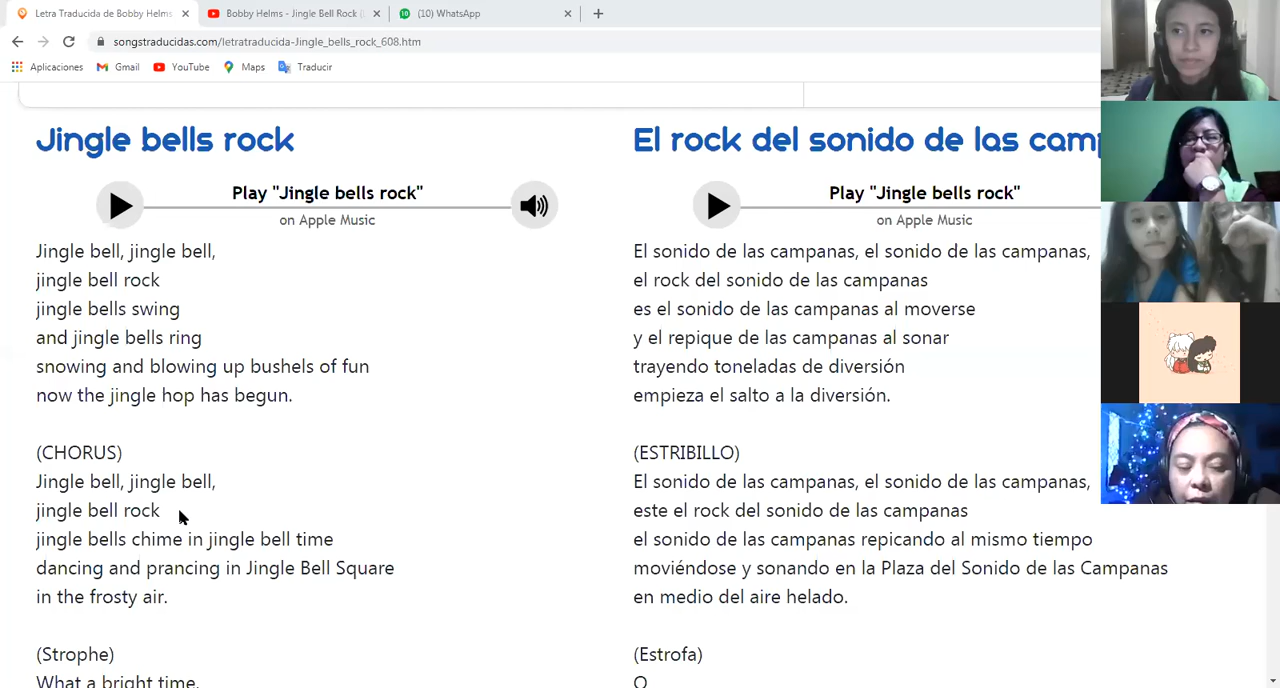 Letra Traducida de Bobby Helms
Bobby Helms - Jingle Bell Rock (
(10) WhatsApp
songstraducidas.com/letratraducida-Jingle_bells_rock_608.htm
Aplicaciones
Gmail
YouTube
Maps
Traducir
Jingle bells rock
Play "Jingle bells rock"
on Apple Music
Jingle bell, jingle bell,
jingle bell rock
jingle bells swing
and jingle bells ring
snowing and blowing up bushels of fun
now the jingle hop has begun.
(CHORUS)
Jingle bell, jingle bell,
jingle bell rock
jingle bells chime in jingle bell time
dancing and prancing in Jingle Bell Square
in the frosty air.
(Strophe)
What a bright time,
El rock del sonido de las camp
Play "Jingle bells rock"
on Apple Music
El sonido de las campanas, el sonido de las campanas,
el rock del sonido de las campanas
es el sonido de las campanas al moverse
y el repique de las campanas al sonar
trayendo toneladas de diversión
empieza el salto a la diversión.
(ESTRIBILLO)
El sonido de las campanas, el sonido de las campanas,
este el rock del sonido de las campanas
el sonido de las campanas repicando al mismo tiempo
moviéndose y sonando en la Plaza del Sonido de las Campanas
en medio del aire helado.
(Estrofa)